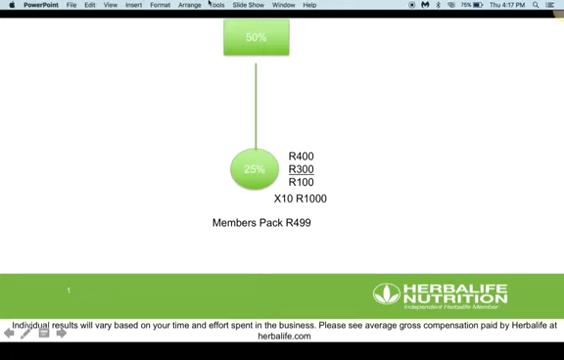 PowerPoint File Edit View Insert Format Arrange Tools Slide Show Window Help 75% Thu 4:17 PM
50%
25%
R400
R300
R100
X10 R1000
Members Pack R499
1
HERBALIFE
NUTRITION
Independent Herbalife Member
Individual results will vary based on your time and effort spent in the business. Please see average gross compensation paid by Herbalife at
herbalife.com